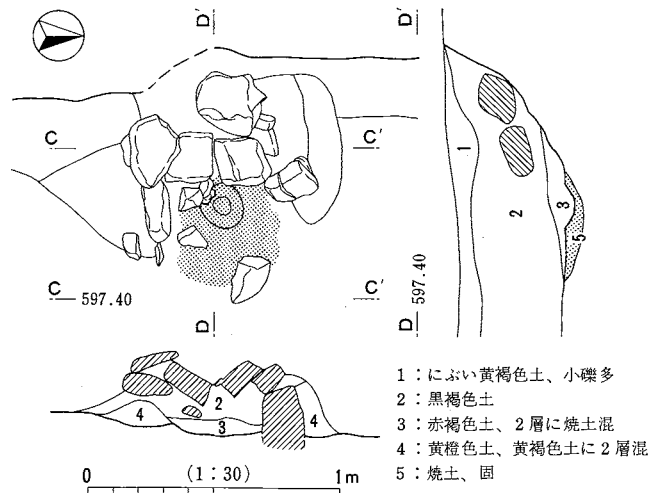 D'
D'
C
C'
1
2
3
5
C 597.40
C'
D
D 597.40
2
4
3
4
0 (1:30) 1m
1:にぶい黄褐色土、小礫多
2:黒褐色土
3:赤褐色土、2層に焼土混
4:黄橙色土、黄褐色土に2層混
5:焼土、固